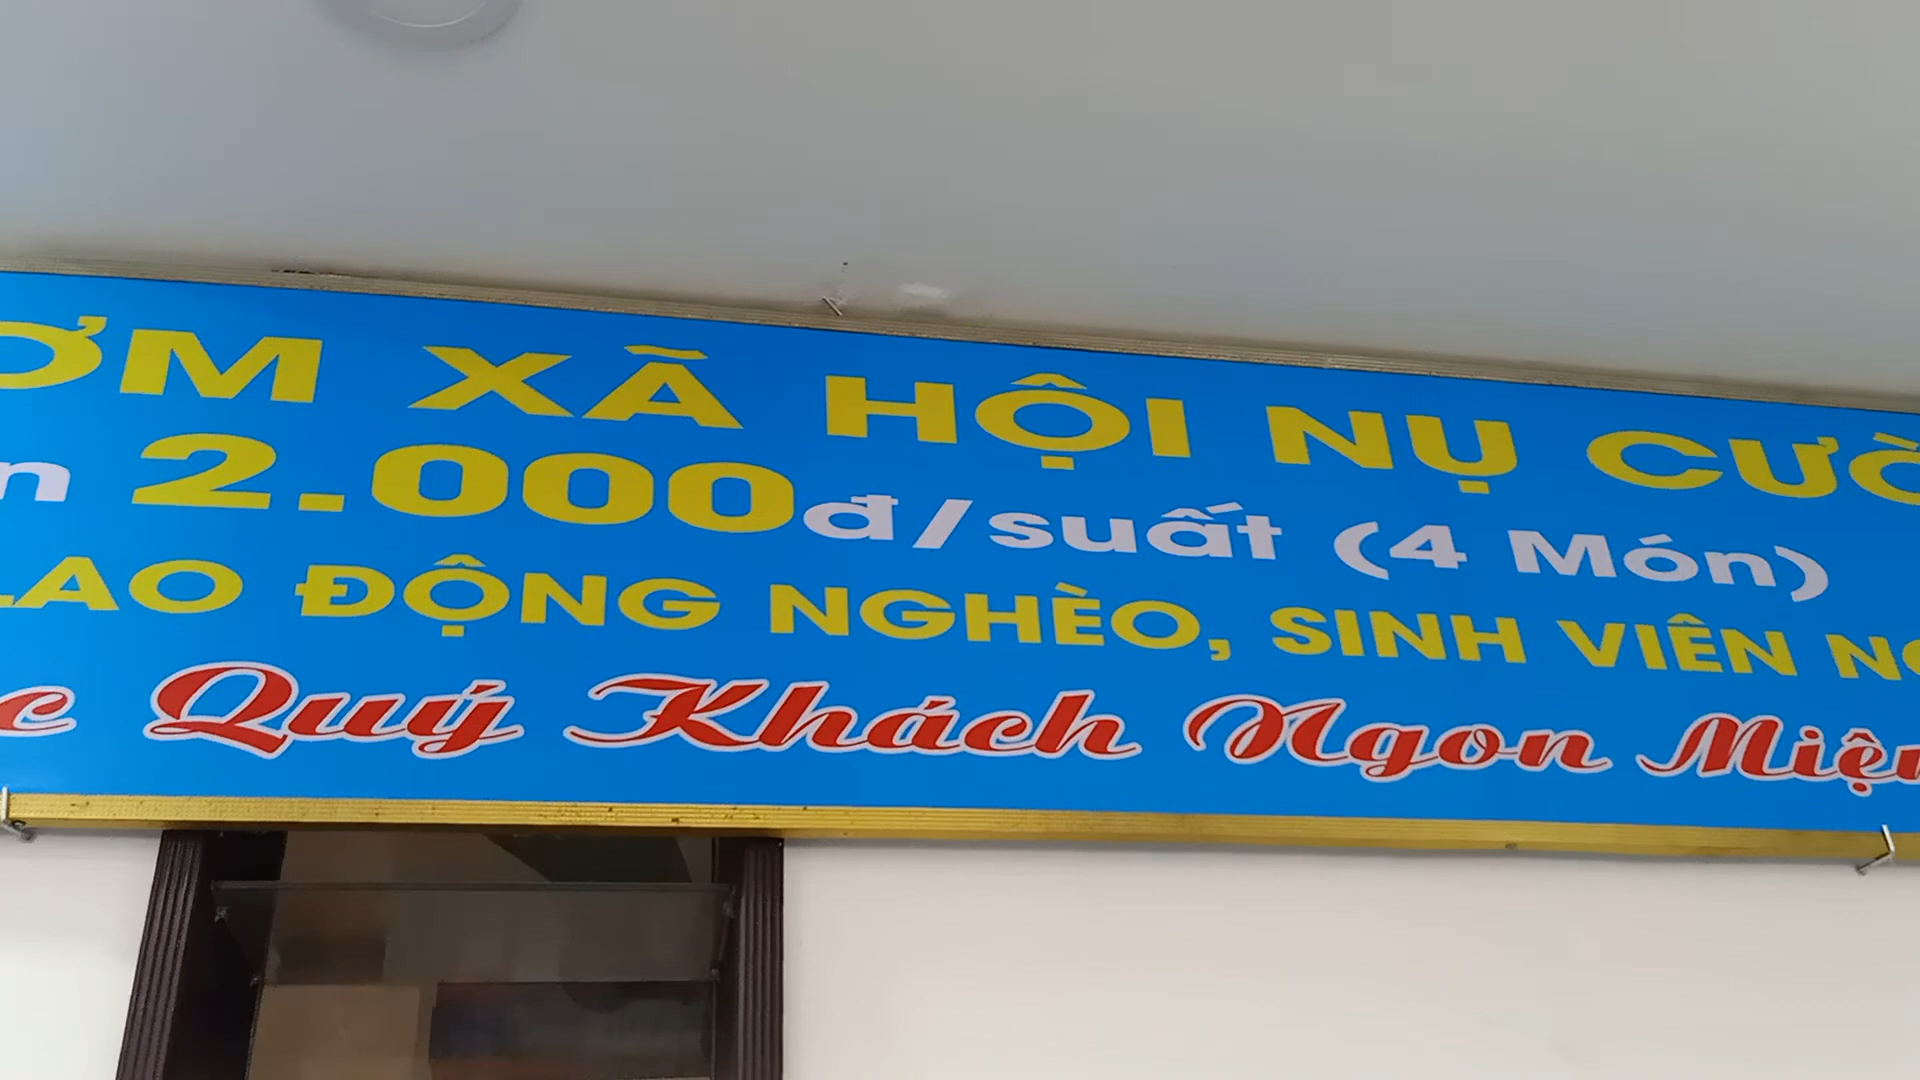 ƠM XÃ HỘI NỤ CƯỜ
n 2.000đ/suất (4 Món)
LAO ĐỘNG NGHÈO, SINH VIÊN NG
c Quý Khách Ngon Miệ